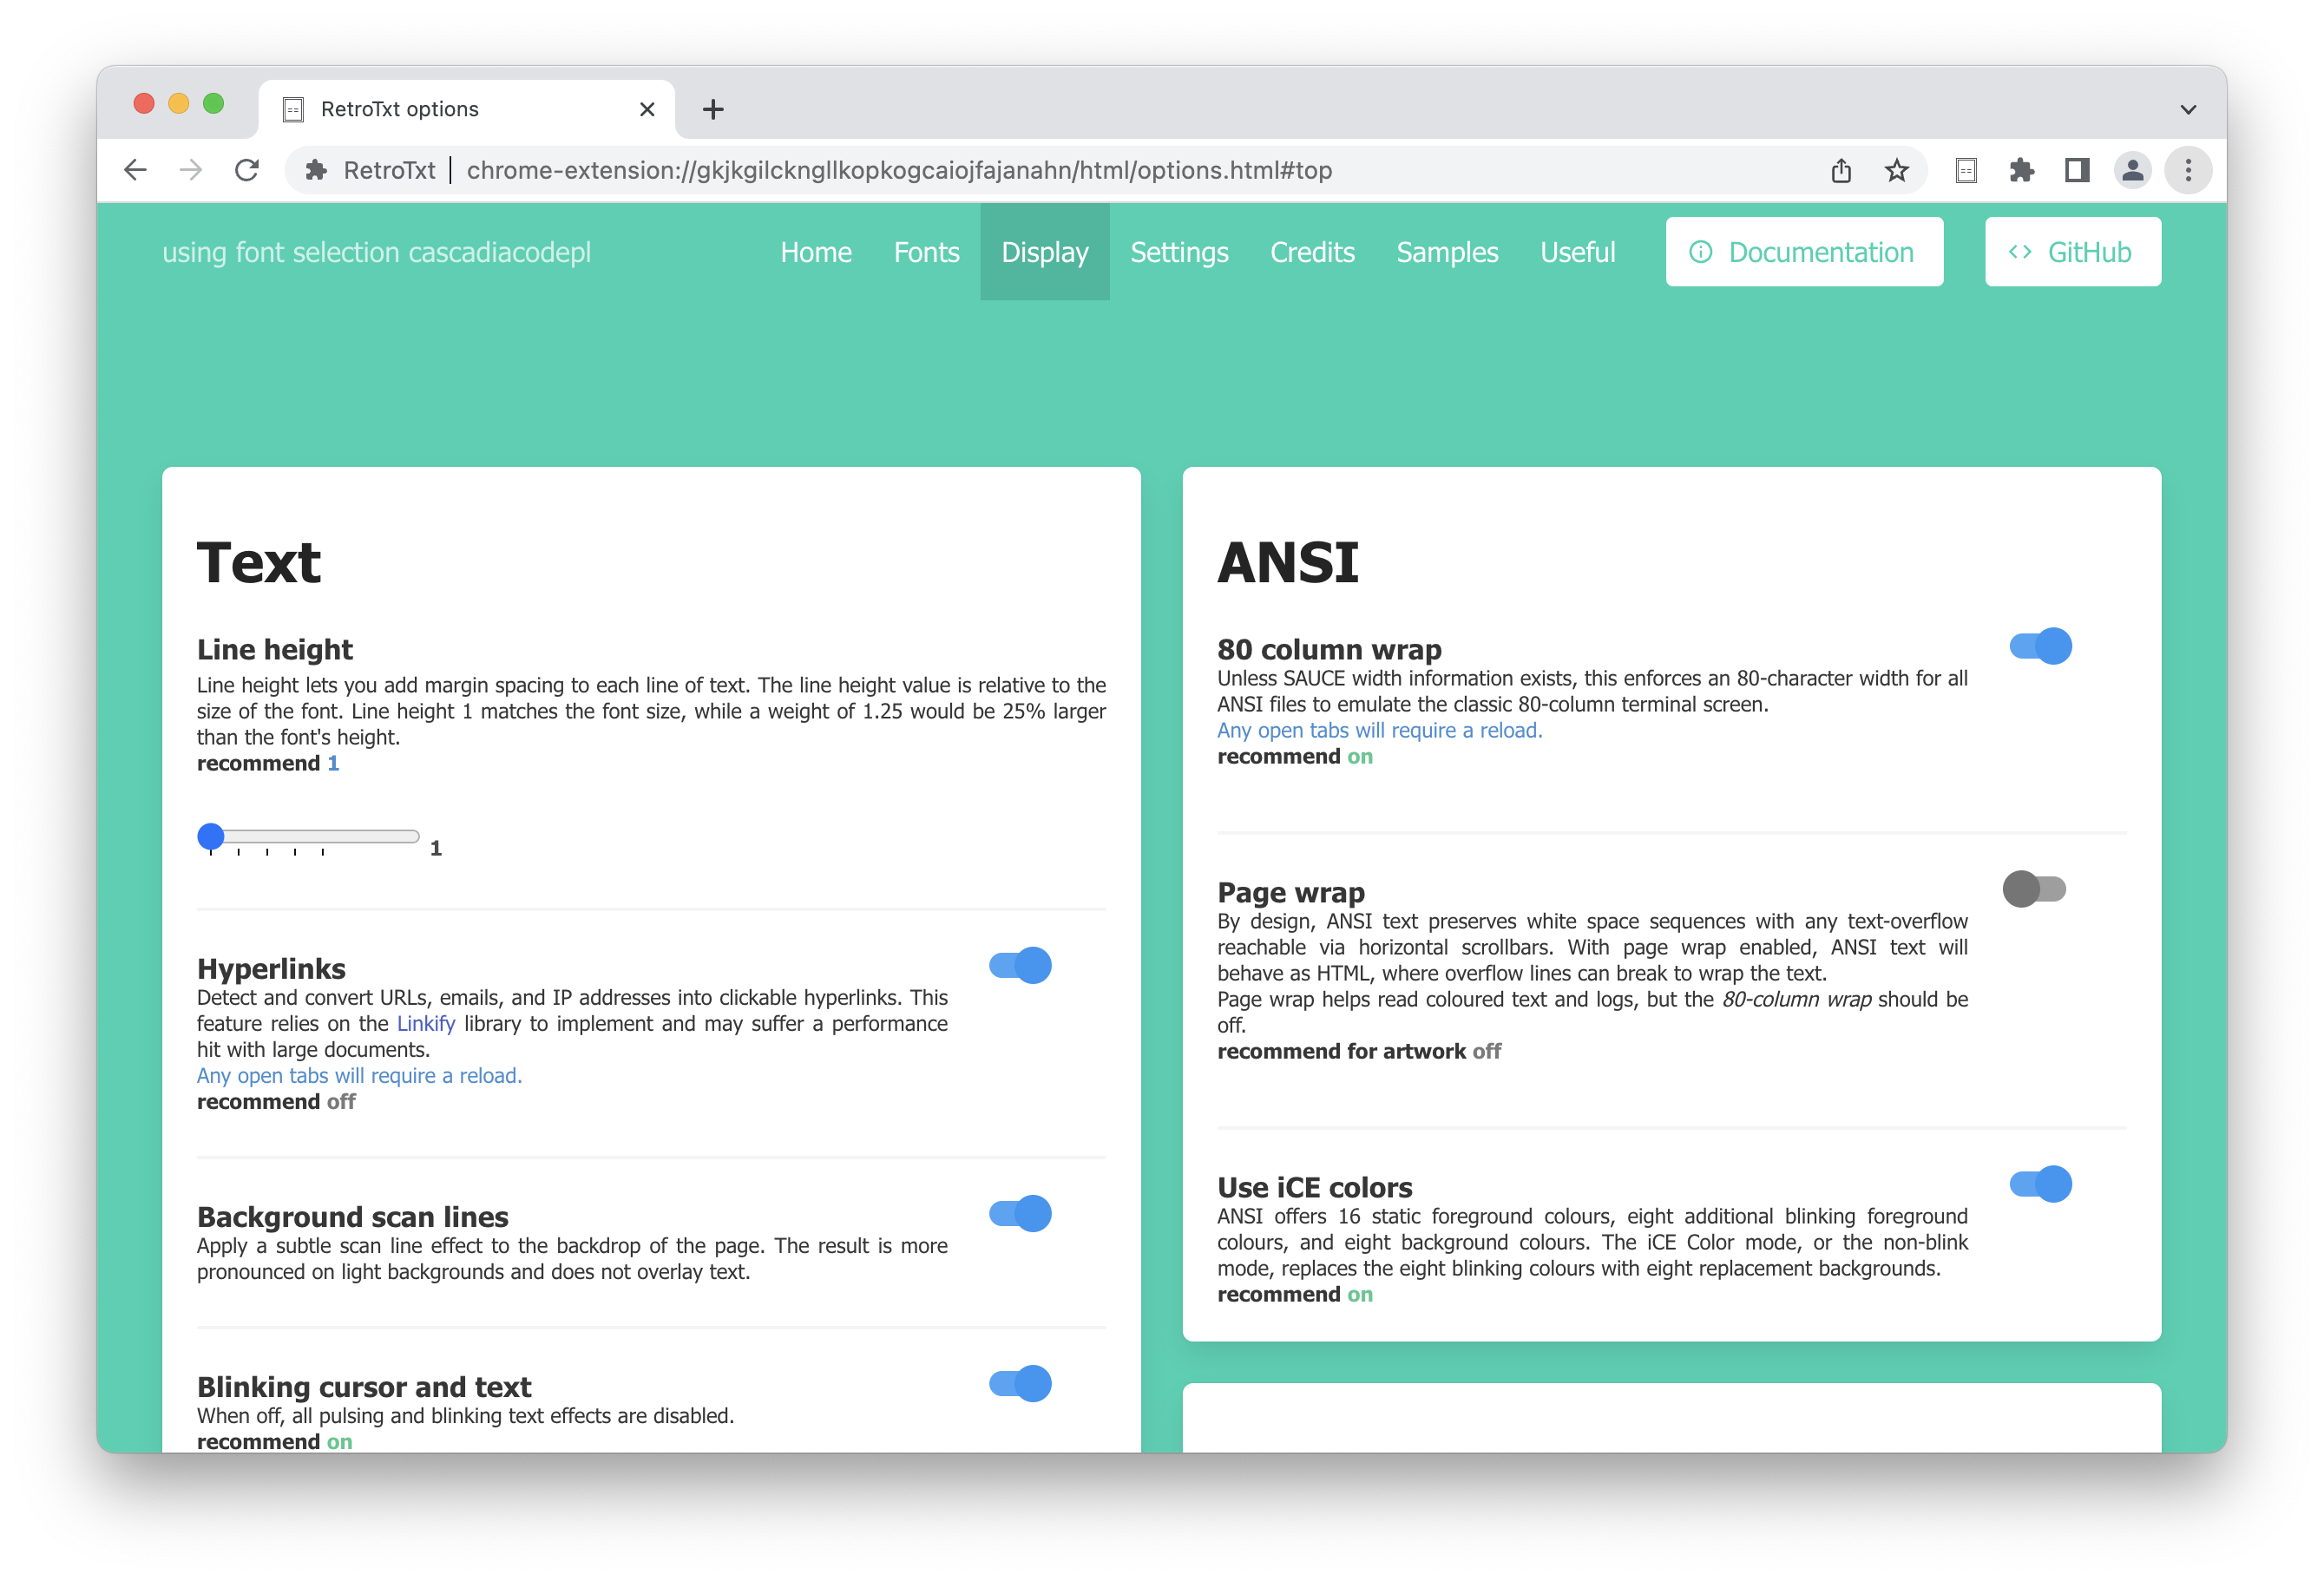 RetroTxt options
RetroTxt | chrome-extension://gkjkgilckngllkopkogcaiojfajanahn/html/options.html#top
using font selection cascadiacodepl
Home Fonts Display Settings Credits Samples Useful Documentation GitHub
Text
Line height
Line height lets you add margin spacing to each line of text. The line height value is relative to the
size of the font. Line height 1 matches the font size, while a weight of 1.25 would be 25% larger
than the font's height.
recommend 1
1
Hyperlinks
Detect and convert URLs, emails, and IP addresses into clickable hyperlinks. This
feature relies on the Linkify library to implement and may suffer a performance
hit with large documents.
Any open tabs will require a reload.
recommend off
Background scan lines
Apply a subtle scan line effect to the backdrop of the page. The result is more
pronounced on light backgrounds and does not overlay text.
Blinking cursor and text
When off, all pulsing and blinking text effects are disabled.
recommend on
ANSI
80 column wrap
Unless SAUCE width information exists, this enforces an 80-character width for all
ANSI files to emulate the classic 80-column terminal screen.
Any open tabs will require a reload.
recommend on
Page wrap
By design, ANSI text preserves white space sequences with any text-overflow
reachable via horizontal scrollbars. With page wrap enabled, ANSI text will
behave as HTML, where overflow lines can break to wrap the text.
Page wrap helps read coloured text and logs, but the 80-column wrap should be
off.
recommend for artwork off
Use iCE colors
ANSI offers 16 static foreground colours, eight additional blinking foreground
colours, and eight background colours. The iCE Color mode, or the non-blink
mode, replaces the eight blinking colours with eight replacement backgrounds.
recommend on